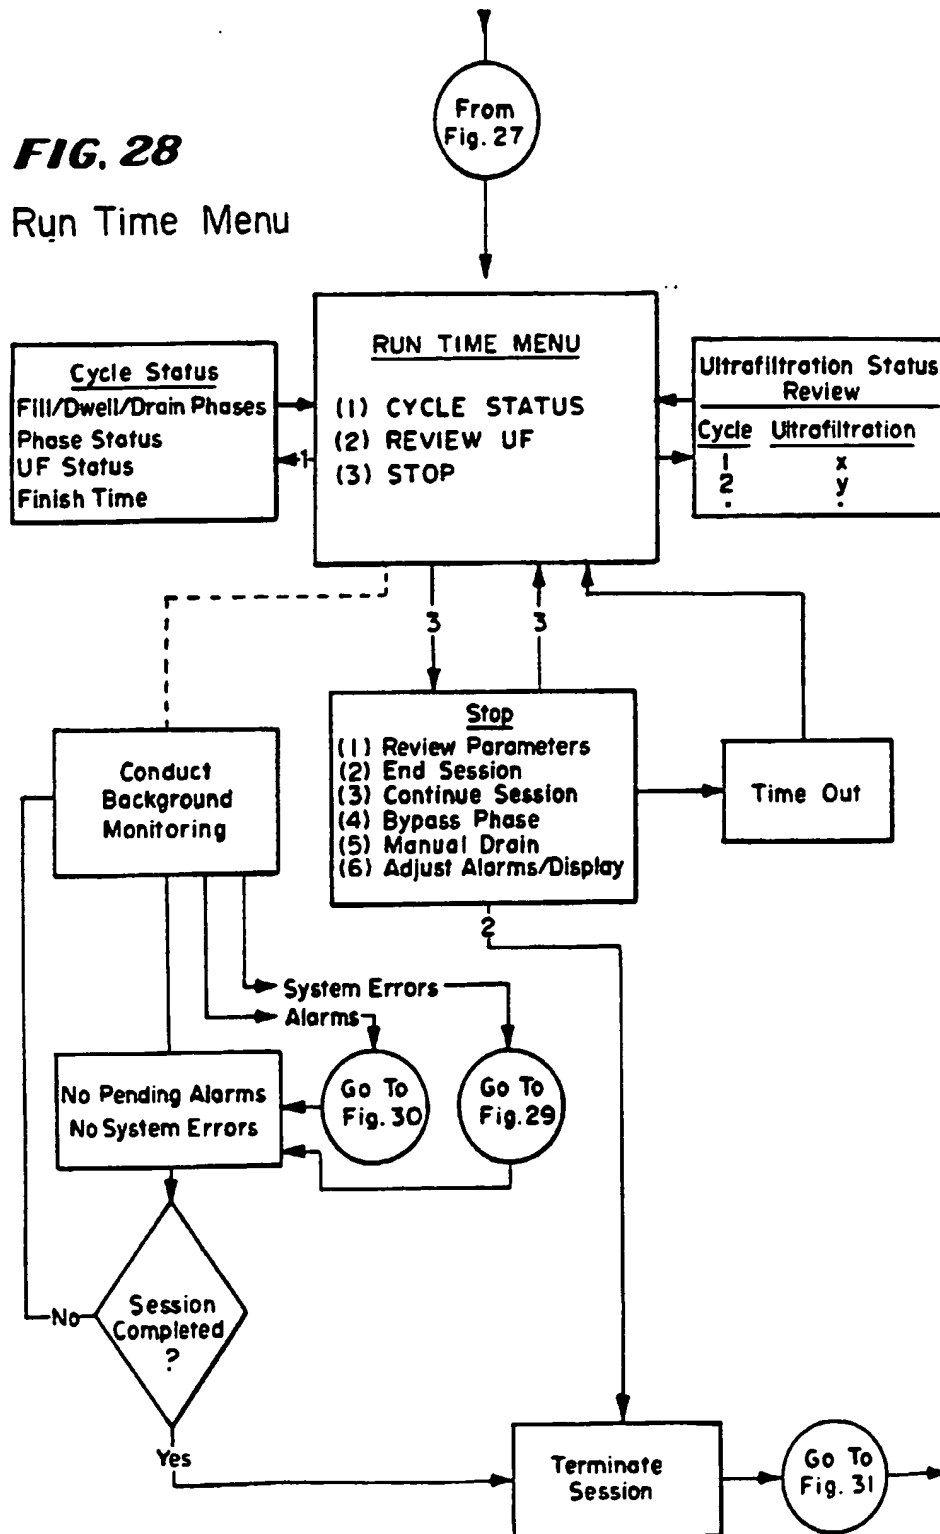 From
Fig. 27
FIG. 28
Run Time Menu
RUN TIME MENU
(1) CYCLE STATUS
(2) REVIEW UF
(3) STOP
Cycle Status
Fill/Dwell/Drain Phases
Phase Status
UF Status
Finish Time
1
Ultrafiltration Status
Review
Cycle Ultrafiltration
1 x
2 y
. .
3
3
Stop
(1) Review Parameters
(2) End Session
(3) Continue Session
(4) Bypass Phase
(5) Manual Drain
(6) Adjust Alarms/Display
Time Out
2
Conduct
Background
Monitoring
System Errors
Alarms
Go To
Fig. 30
Go To
Fig. 29
No Pending Alarms
No System Errors
Session
Completed
?
No
Yes
Terminate
Session
Go To
Fig. 31